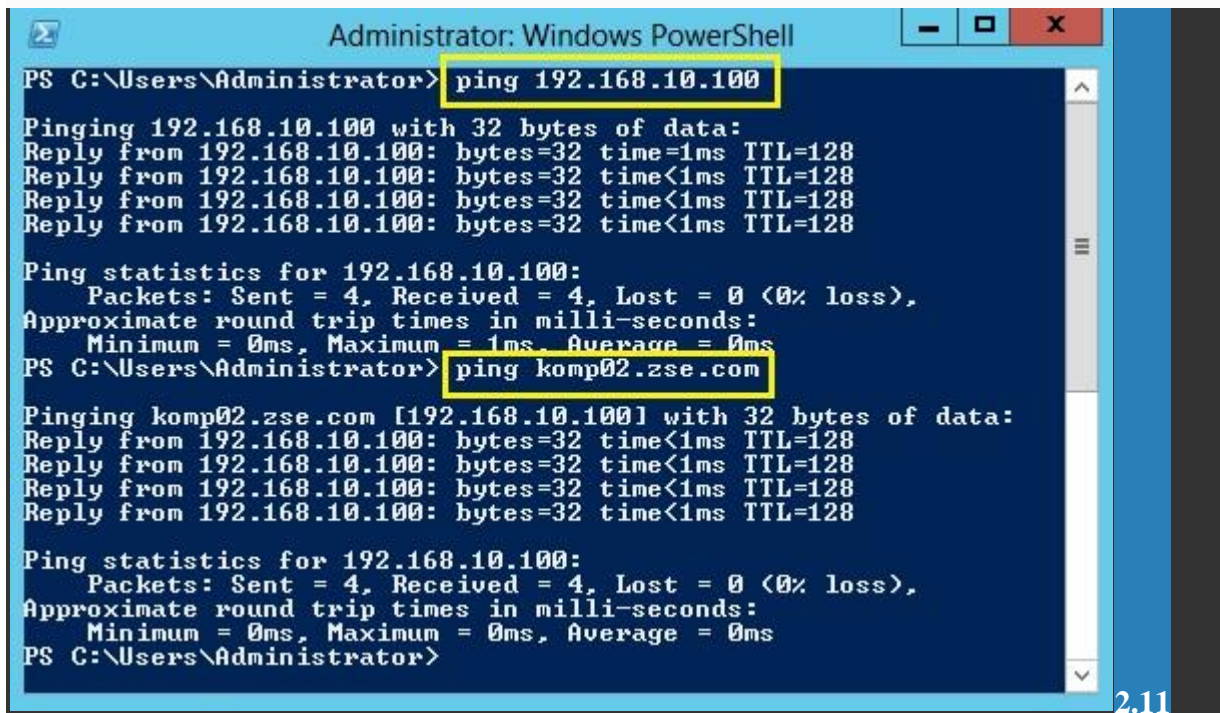 Administrator: Windows PowerShell
PS C:\Users\Administrator> ping 192.168.10.100
Pinging 192.168.10.100 with 32 bytes of data:
Reply from 192.168.10.100: bytes=32 time=1ms TTL=128
Reply from 192.168.10.100: bytes=32 time<1ms TTL=128
Reply from 192.168.10.100: bytes=32 time<1ms TTL=128
Reply from 192.168.10.100: bytes=32 time<1ms TTL=128
Ping statistics for 192.168.10.100:
Packets: Sent = 4, Received = 4, Lost = 0 (0% loss),
Approximate round trip times in milli-seconds:
Minimum = 0ms, Maximum = 1ms, Average = 0ms
PS C:\Users\Administrator> ping komp02.zse.com
Pinging komp02.zse.com [192.168.10.100] with 32 bytes of data:
Reply from 192.168.10.100: bytes=32 time<1ms TTL=128
Reply from 192.168.10.100: bytes=32 time<1ms TTL=128
Reply from 192.168.10.100: bytes=32 time<1ms TTL=128
Reply from 192.168.10.100: bytes=32 time<1ms TTL=128
Ping statistics for 192.168.10.100:
Packets: Sent = 4, Received = 4, Lost = 0 (0% loss),
Approximate round trip times in milli-seconds:
Minimum = 0ms, Maximum = 0ms, Average = 0ms
PS C:\Users\Administrator>
2.11